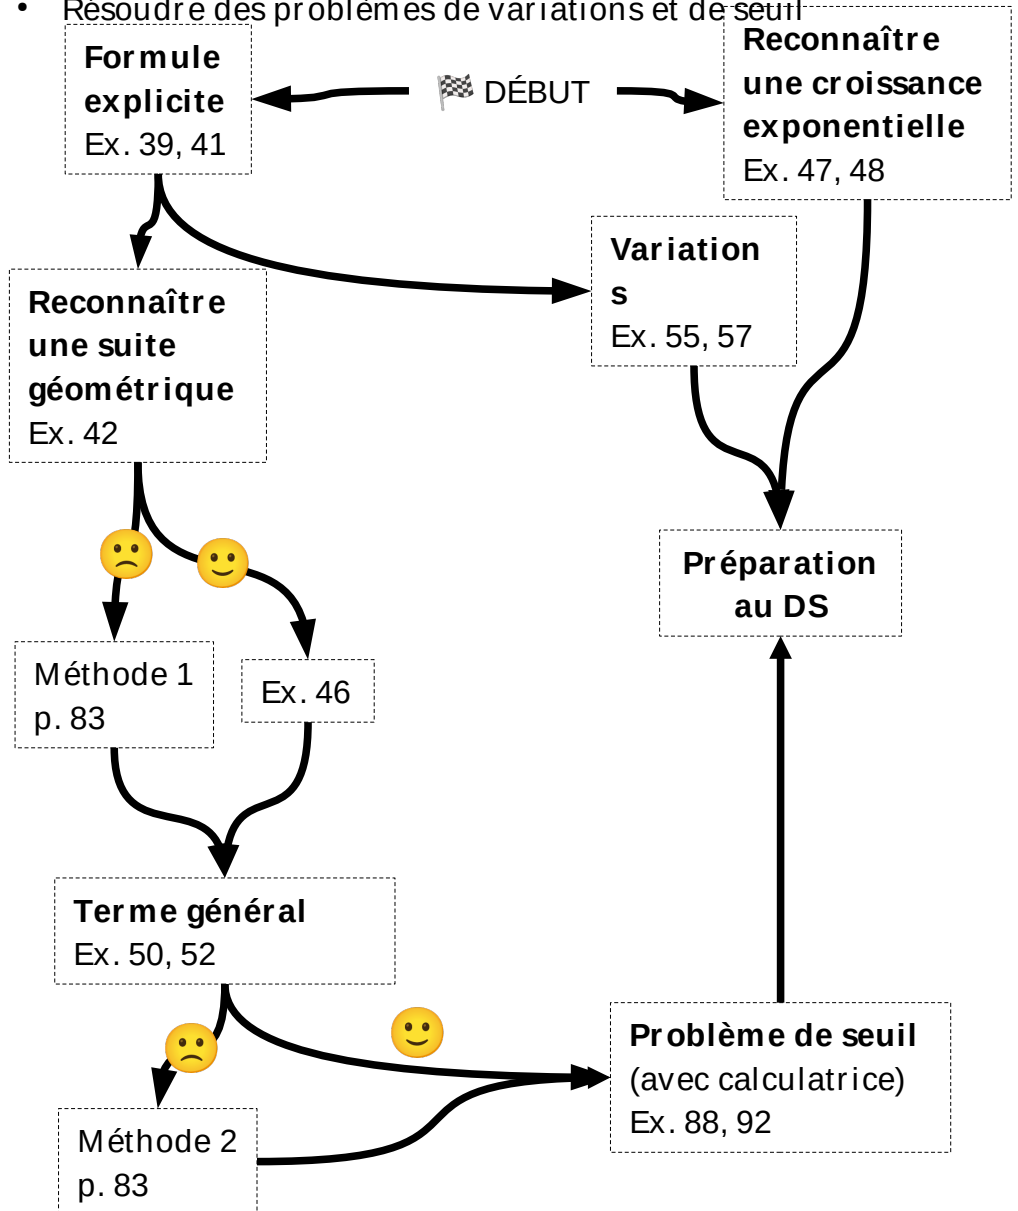 • Résoudre des problèmes de variations et de seuil
Formule
explicite
Ex. 39, 41
🏁 DÉBUT
Reconnaître
une croissance
exponentielle
Ex. 47, 48
Reconnaître
une suite
géométrique
Ex. 42
Variation
s
Ex. 55, 57
Préparation
au DS
Méthode 1
p. 83
Ex. 46
Terme général
Ex. 50, 52
Problème de seuil
(avec calculatrice)
Ex. 88, 92
Méthode 2
p. 83